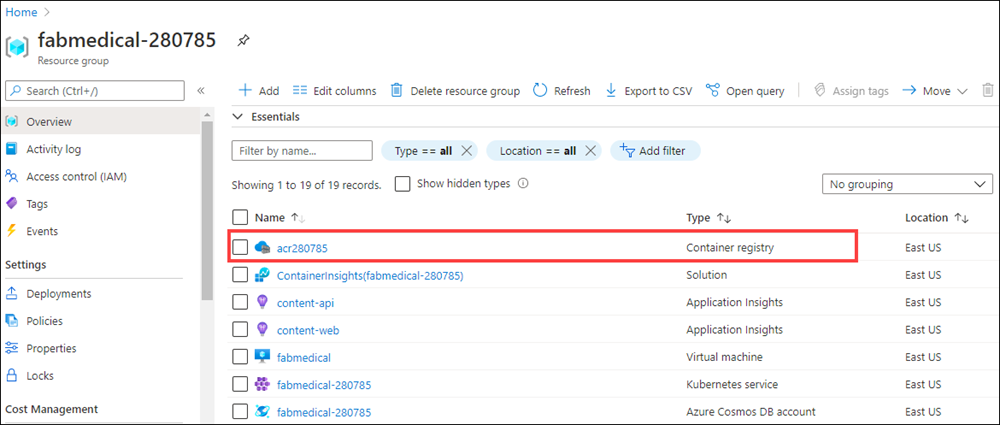 Home >
fabmedical-280785
Resource group
Search (Ctrl+/)
«
Overview
Activity log
Access control (IAM)
Tags
Events
Settings
Deployments
Policies
Properties
Locks
Cost Management
Add Edit columns Delete resource group Refresh Export to CSV Open query Assign tags Move
Essentials
Filter by name... Type == all Location == all Add filter
Showing 1 to 19 of 19 records. Show hidden types No grouping
Name Type Location
acr280785 Container registry East US
ContainerInsights(fabmedical-280785) Solution East US
content-api Application Insights East US
content-web Application Insights East US
fabmedical Virtual machine East US
fabmedical-280785 Kubernetes service East US
fabmedical-280785 Azure Cosmos DB account East US